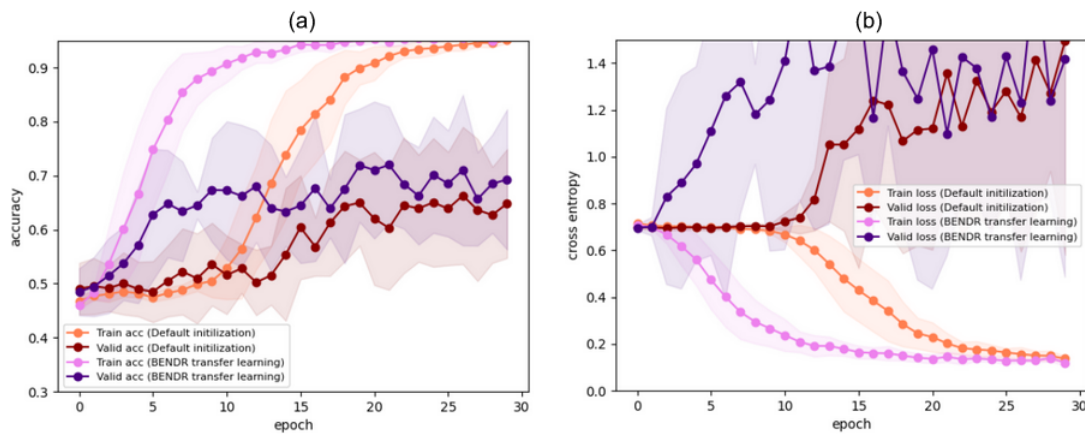 (a)
0.9
0.8
0.7
0.6
0.5
0.4
0.3
accuracy
Train acc (Default initilization)
Valid acc (Default initilization)
Train acc (BENDR transfer learning)
Valid acc (BENDR transfer learning)
0 5 10 15 20 25 30
epoch
(b)
1.4
1.2
1.0
0.8
0.6
0.4
0.2
0.0
cross entropy
Train loss (Default initilization)
Valid loss (Default initilization)
Train loss (BENDR transfer learning)
Valid loss (BENDR transfer learning)
0 5 10 15 20 25 30
epoch